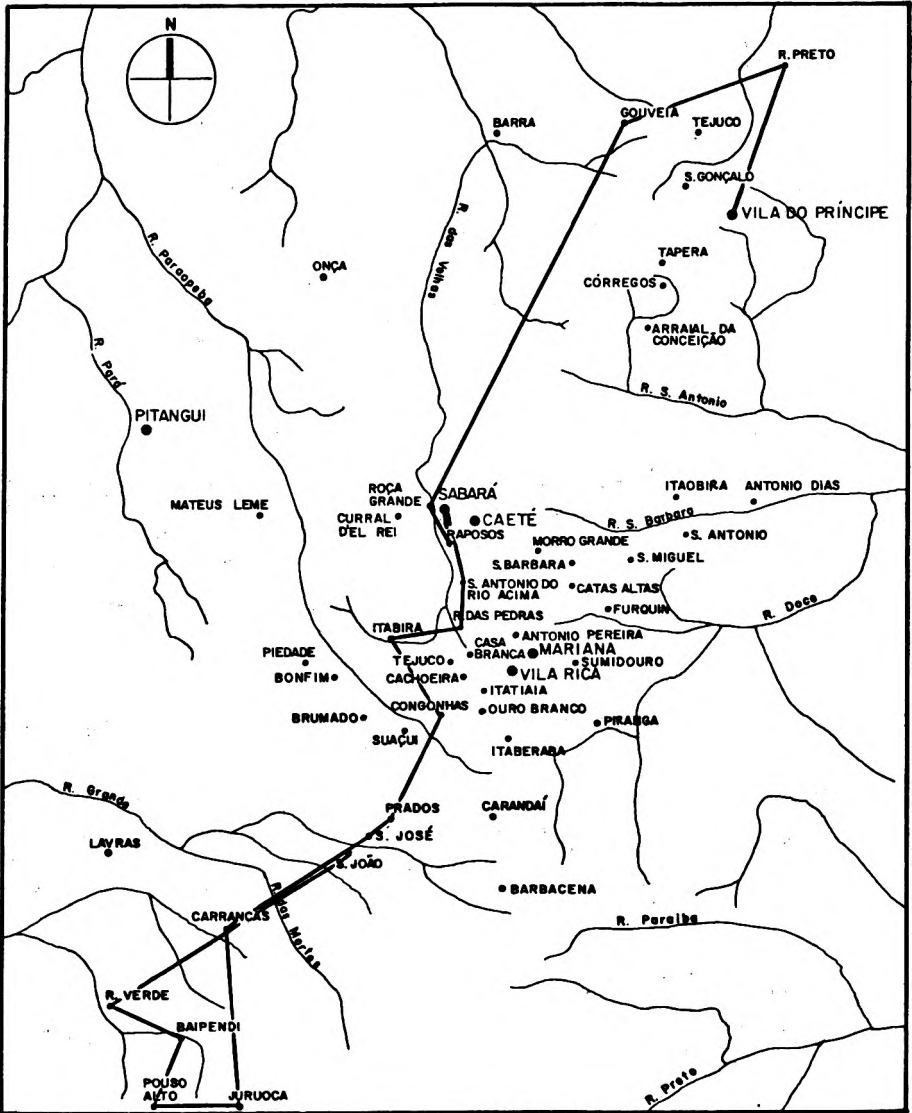 N
R. PRETO
GOUVEIA
BARRA
TEJUCO
S. GONÇALO
VILA DO PRÍNCIPE
R. das Velhas
R. Paraopeba
ONÇA
TAPERA
CÓRREGOS
ARRAIAL DA
CONCEIÇÃO
R. Pará
R. S. Antonio
PITANGUI
ROÇA
GRANDE
SABARÁ
ITAOBIRA
ANTONIO DIAS
MATEUS LEME
CURRAL
D'EL REI
CAETÉ
R. S. Barbara
RAPOSOS
S. ANTONIO
MORRO GRANDE
S. BARBARA
S. MIGUEL
S. ANTONIO DO
RIO ACIMA
CATAS ALTAS
FURQUIN
R. Doce
R. DAS PEDRAS
ITABIRA
ANTONIO PEREIRA
CASA
BRANCA
MARIANA
PIEDADE
TEJUCO
SUMIDOURO
BONFIM
CACHOEIRA
VILA RICA
ITATIAIA
CONGONHAS
OURO BRANCO
BRUMADO
PIRANGA
SUAÇUI
ITABERABA
R. Grande
PRADOS
CARANDAÍ
S. JOSÉ
LAVRAS
S. JOÃO
BARBACENA
R. das Mortes
CARRANCAS
R. Paraiba
R. VERDE
BAIPENDI
POUSO
ALTO
JURUOCA
R. Preto